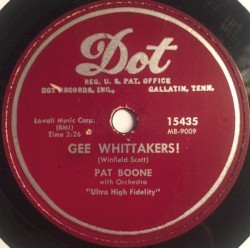 Dot
REG. U. S. PAT. OFFICE
DOT RECORDS, INC., GALLATIN, TENN.
Lowell Music Corp.
(BMI)
Time 2:26
15435
MB-9009
GEE WHITTAKERS!
(Winfield Scott)
PAT BOONE
with Orchestra
"Ultra High Fidelity"